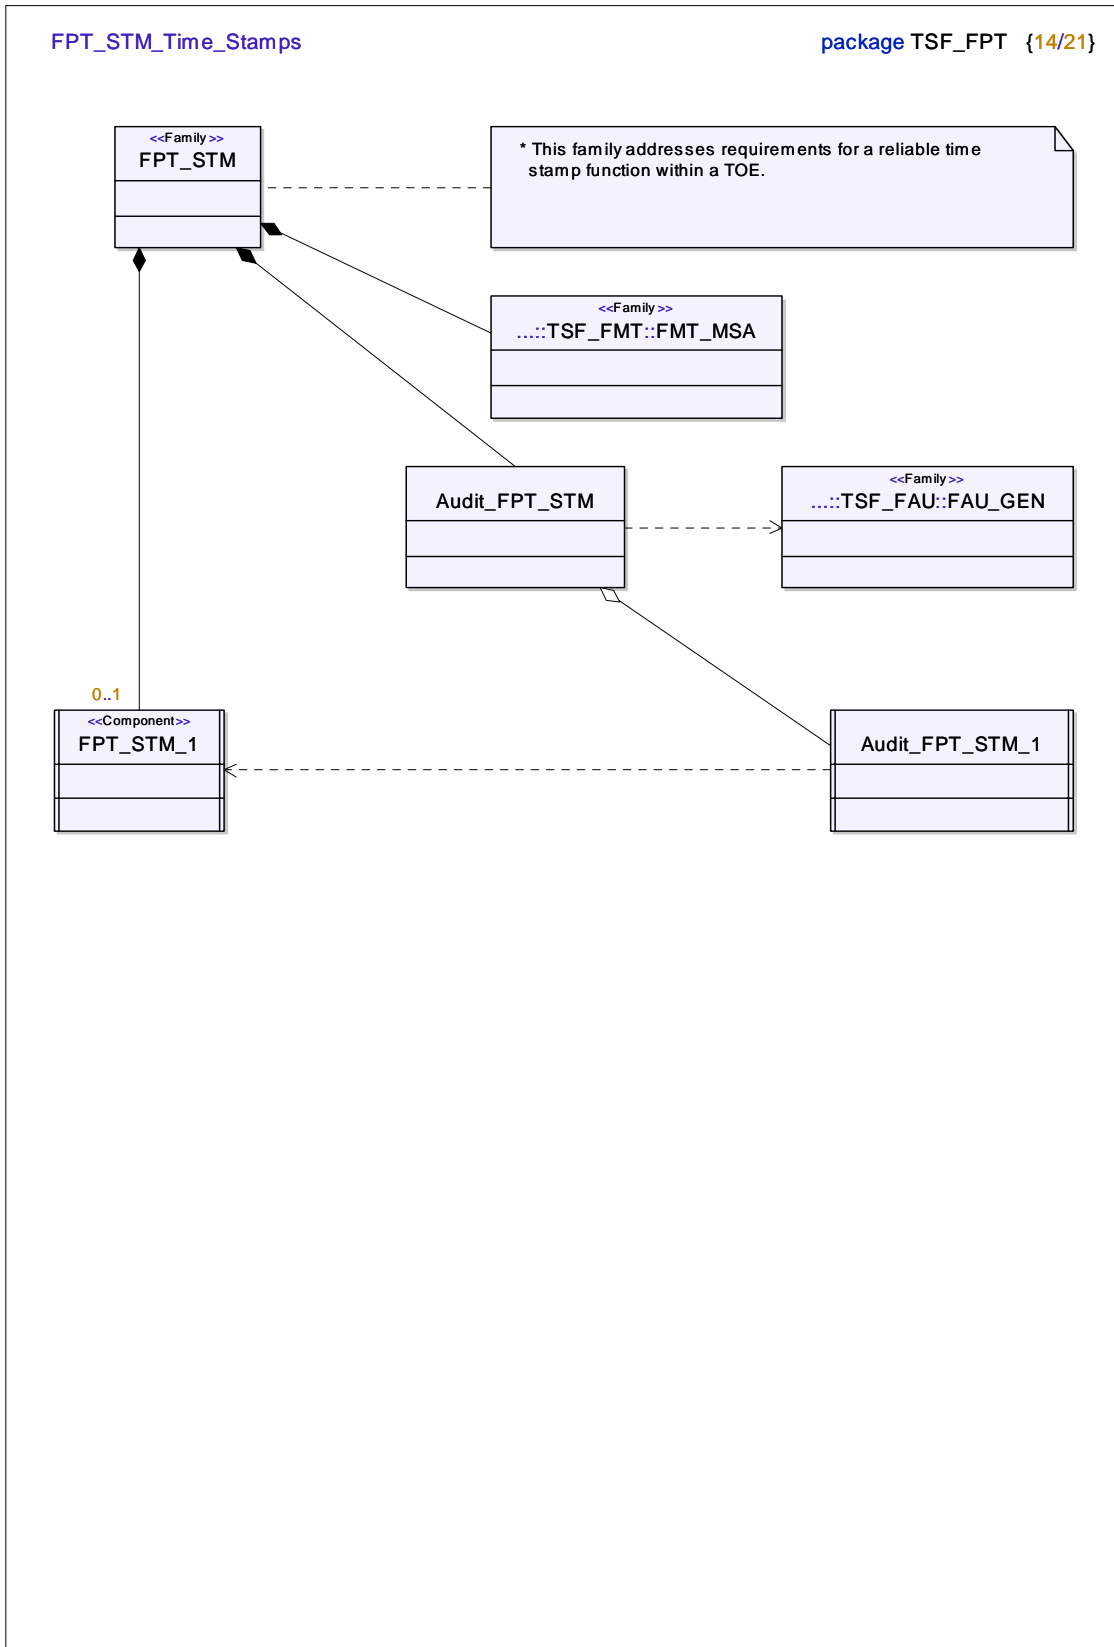 FPT_STM_Time_Stamps
package TSF_FPT {14/21}
<<Family>>
FPT_STM
* This family addresses requirements for a reliable time
stamp function within a TOE.
<<Family>>
...::TSF_FMT::FMT_MSA
Audit_FPT_STM
<<Family>>
...::TSF_FAU::FAU_GEN
0..1
<<Component>>
FPT_STM_1
Audit_FPT_STM_1